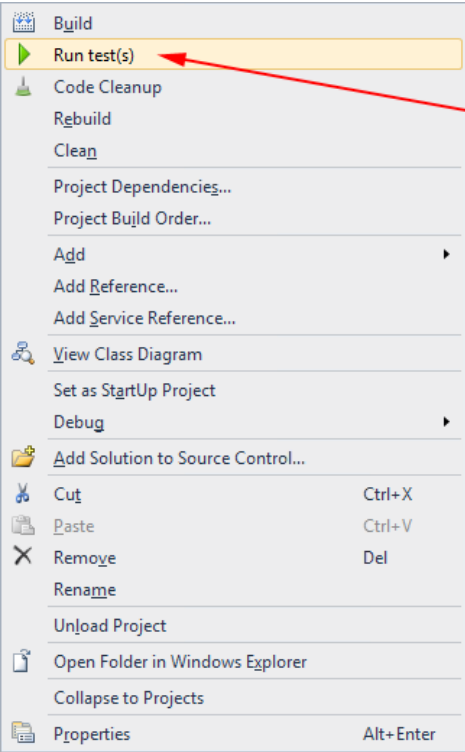 Build
Run test(s)
Code Cleanup
Rebuild
Clean
Project Dependencies...
Project Build Order...
Add
Add Reference...
Add Service Reference...
View Class Diagram
Set as StartUp Project
Debug
Add Solution to Source Control...
Cut Ctrl+X
Paste Ctrl+V
Remove Del
Rename
Unload Project
Open Folder in Windows Explorer
Collapse to Projects
Properties Alt+Enter